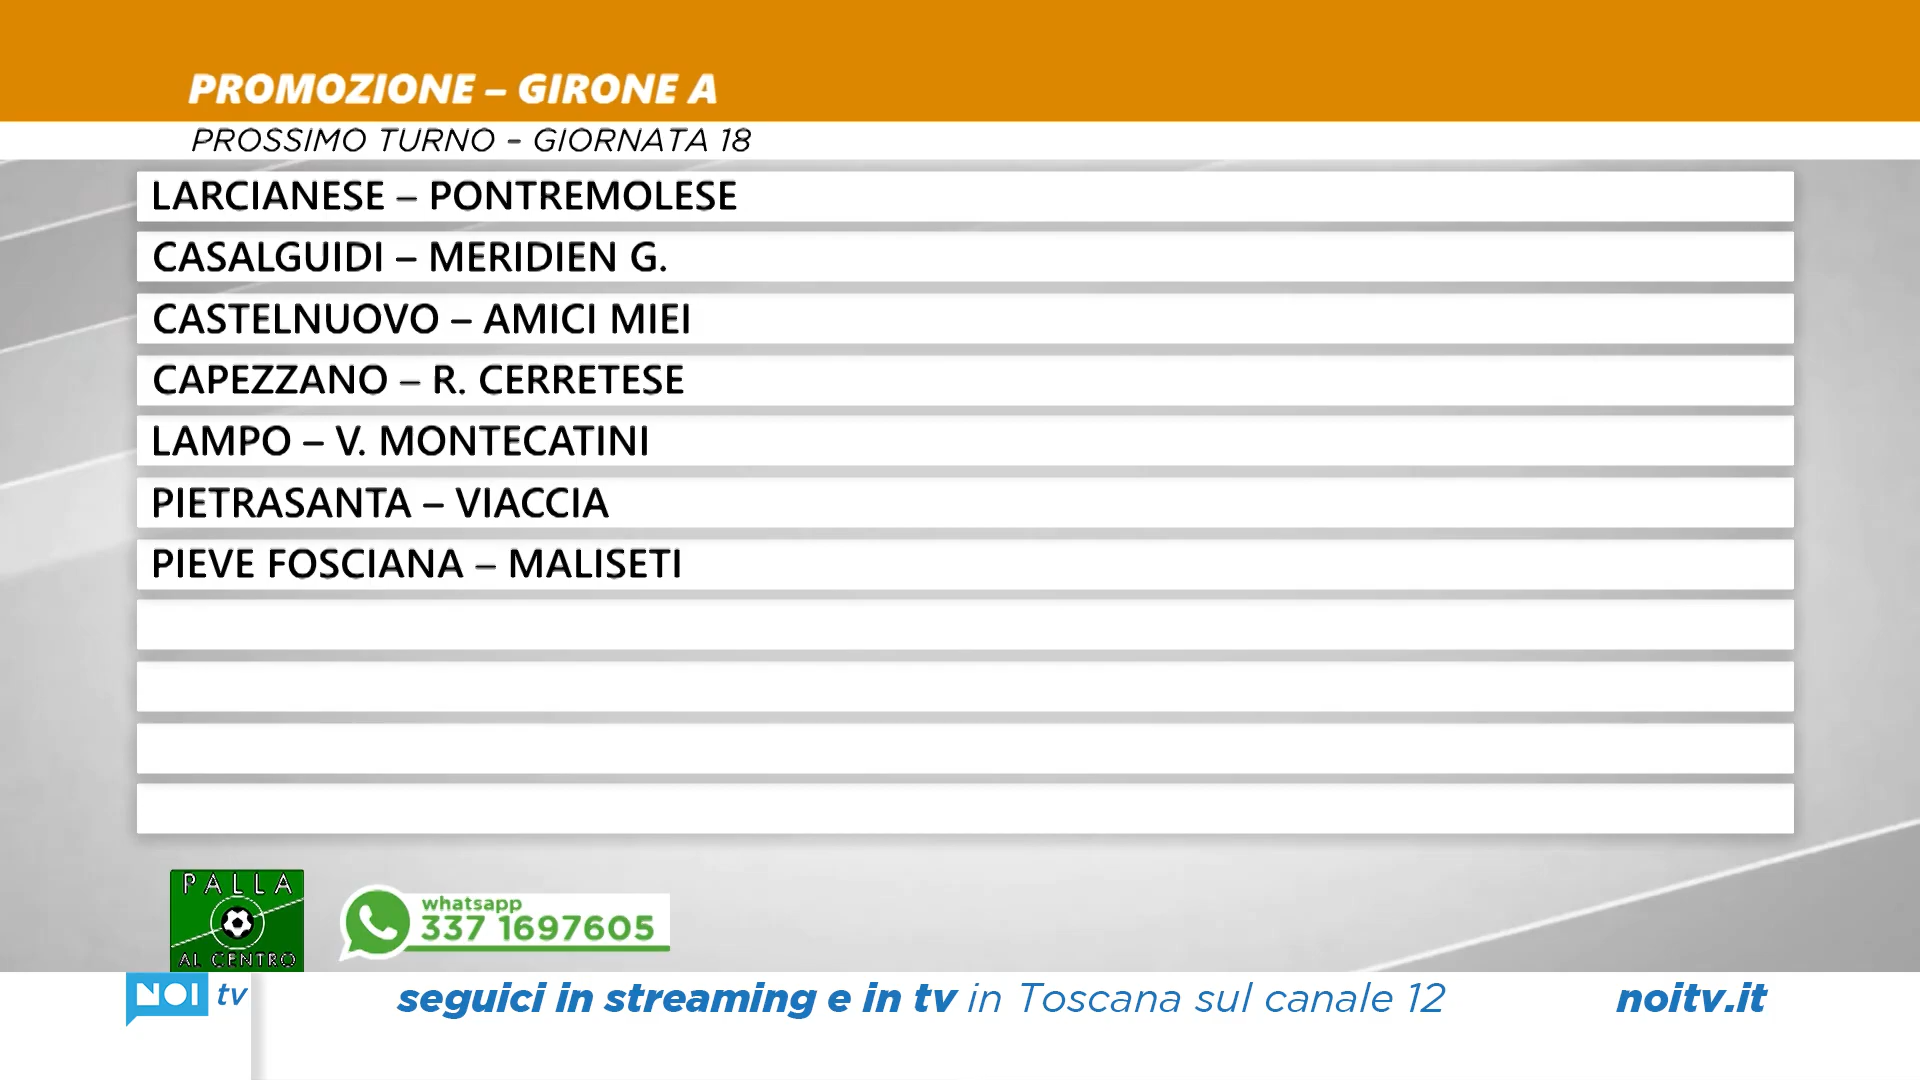 PROMOZIONE – GIRONE A
PROSSIMO TURNO – GIORNATA 18
LARCIANESE – PONTREMOLESE
CASALGUIDI – MERIDIEN G.
CASTELNUOVO – AMICI MIEI
CAPEZZANO – R. CERRETESE
LAMPO – V. MONTECATINI
PIETRASANTA – VIACCIA
PIEVE FOSCIANA – MALISETI
PALLA
AL CENTRO
whatsapp
337 1697605
NOI tv
seguici in streaming e in tv in Toscana sul canale 12
noitv.it